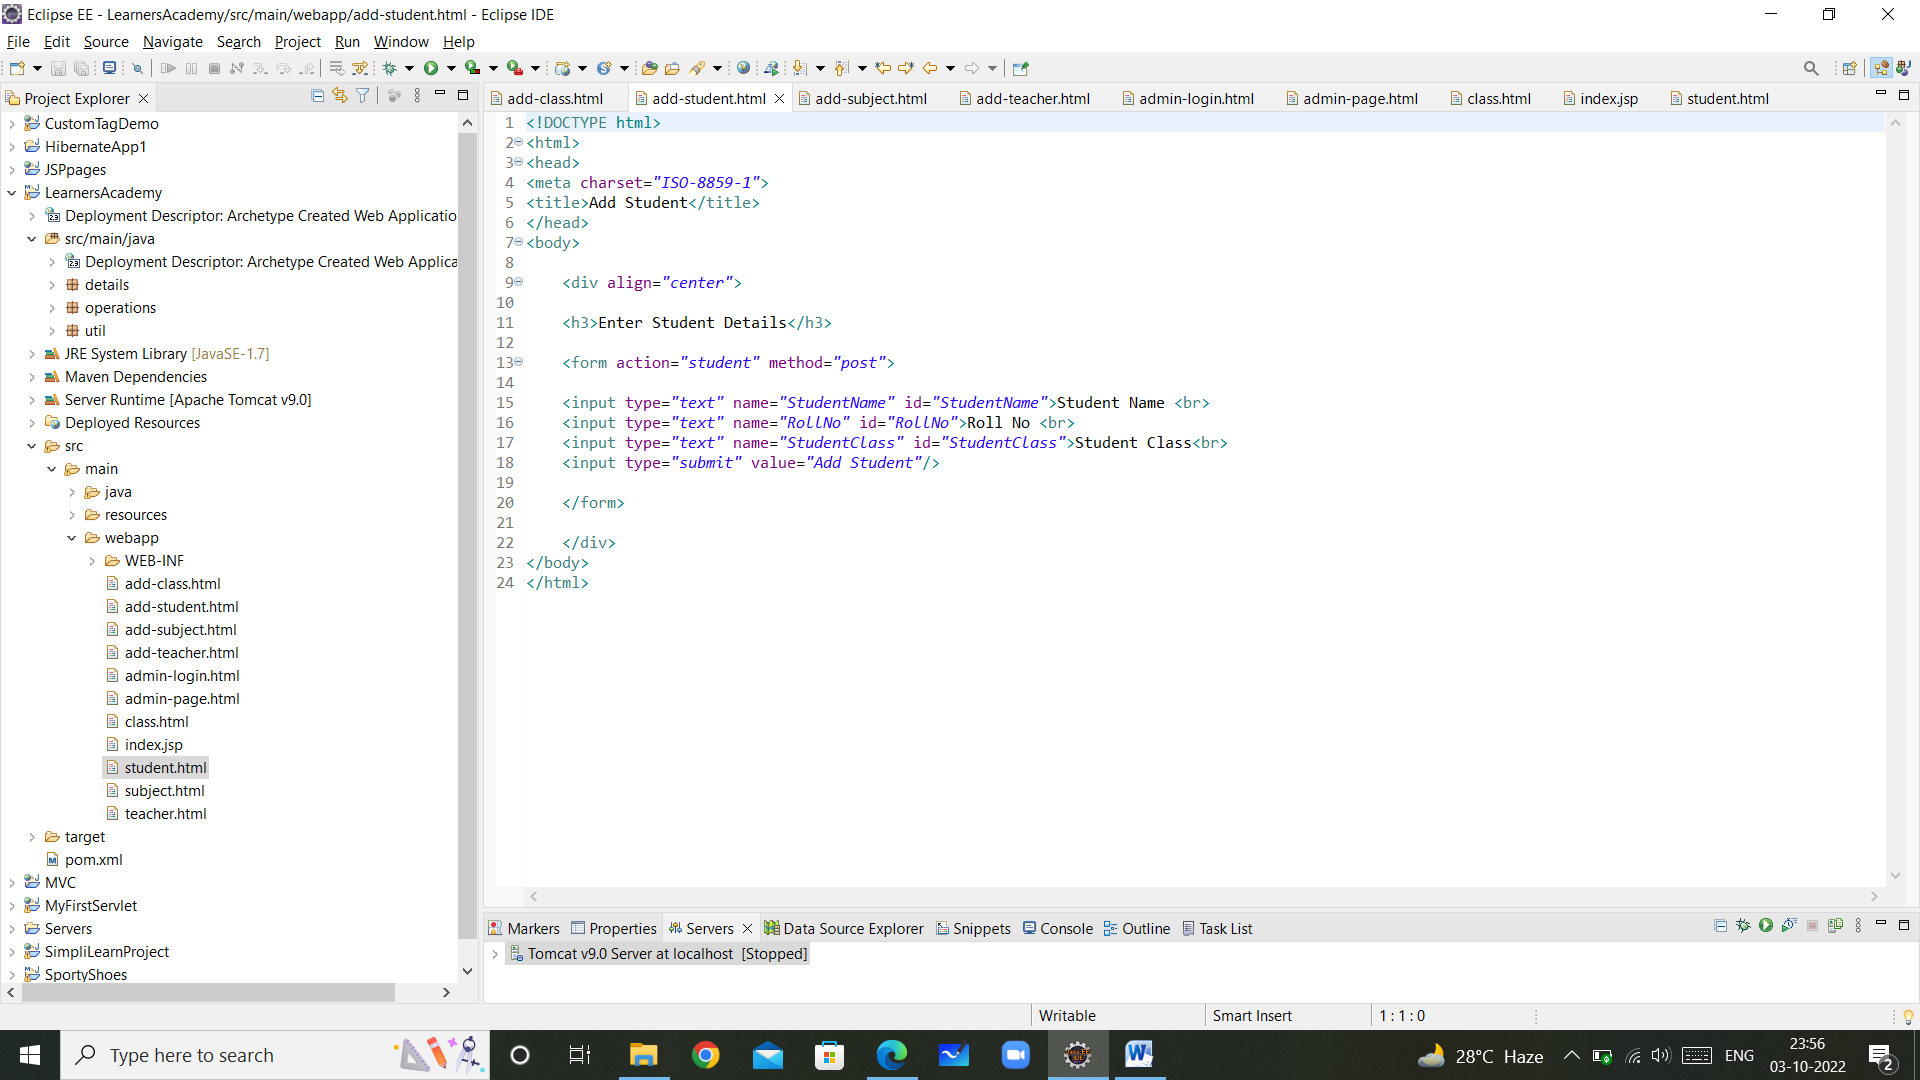 Eclipse EE - LearnersAcademy/src/main/webapp/add-student.html - Eclipse IDE
File Edit Source Navigate Search Project Run Window Help
Project Explorer
CustomTagDemo
HibernateApp1
JSPpages
LearnersAcademy
Deployment Descriptor: Archetype Created Web Applicatio
src/main/java
Deployment Descriptor: Archetype Created Web Applica
details
operations
util
JRE System Library [JavaSE-1.7]
Maven Dependencies
Server Runtime [Apache Tomcat v9.0]
Deployed Resources
src
main
java
resources
webapp
WEB-INF
add-class.html
add-student.html
add-subject.html
add-teacher.html
admin-login.html
admin-page.html
class.html
index.jsp
student.html
subject.html
teacher.html
target
pom.xml
MVC
MyFirstServlet
Servers
SimpliLearnProject
SportyShoes
add-class.html add-student.html add-subject.html add-teacher.html admin-login.html admin-page.html class.html index.jsp student.html
1 <!DOCTYPE html>
2 <html>
3 <head>
4 <meta charset="ISO-8859-1">
5 <title>Add Student</title>
6 </head>
7 <body>
8
9 <div align="center">
10
11 <h3>Enter Student Details</h3>
12
13 <form action="student" method="post">
14
15 <input type="text" name="StudentName" id="StudentName">Student Name <br>
16 <input type="text" name="RollNo" id="RollNo">Roll No <br>
17 <input type="text" name="StudentClass" id="StudentClass">Student Class<br>
18 <input type="submit" value="Add Student"/>
19
20 </form>
21
22 </div>
23 </body>
24 </html>
Markers Properties Servers Data Source Explorer Snippets Console Outline Task List
Tomcat v9.0 Server at localhost [Stopped]
Writable Smart Insert 1 : 1 : 0
Type here to search
28°C Haze
ENG
23:56
03-10-2022
2